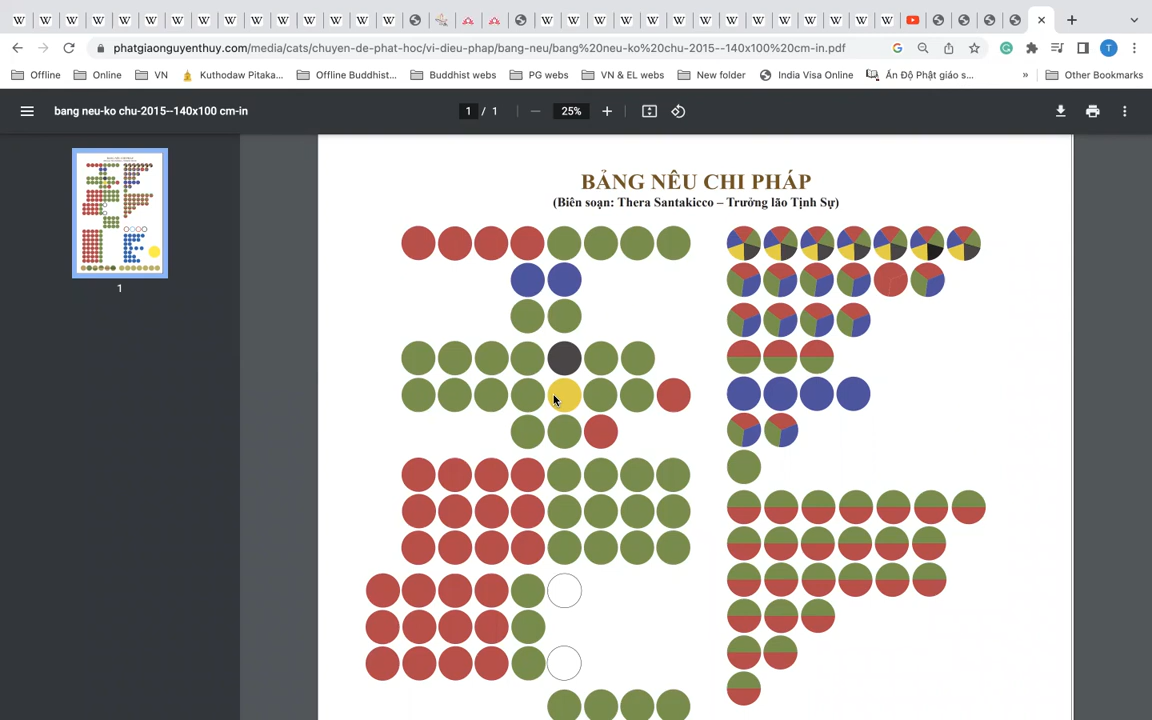 phatgiaonguyenthuy.com/media/cats/chuyen-de-phat-hoc/vi-dieu-phap/bang-neu/bang%20neu-ko%20chu-2015--140x100%20cm-in.pdf
Offline
Online
VN
Kuthodaw Pitaka...
Offline Buddhist...
Buddhist webs
PG webs
VN & EL webs
New folder
India Visa Online
Ấn Độ Phật giáo s...
»
Other Bookmarks
bang neu-ko chu-2015--140x100 cm-in
1 / 1
25%
1
BẢNG NÊU CHI PHÁP
(Biên soạn: Thera Santakicco – Trưởng lão Tịnh Sự)